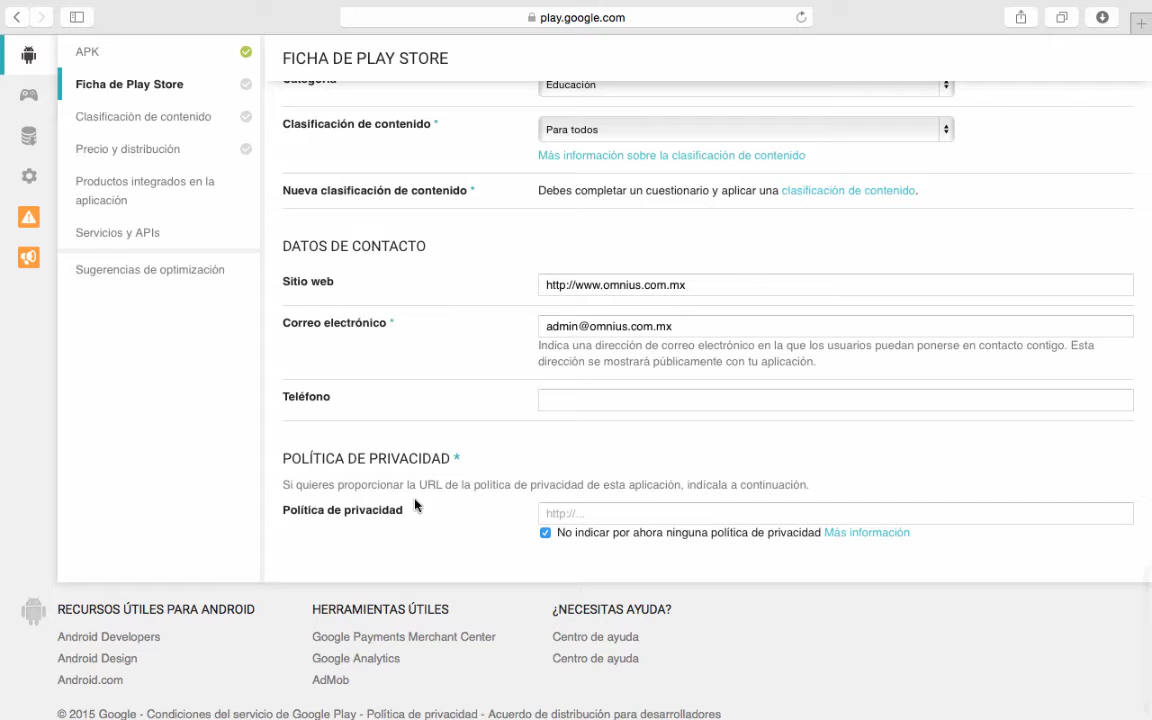 play.google.com
APK
Ficha de Play Store
Clasificación de contenido
Precio y distribución
Productos integrados en la
aplicación
Servicios y APIs
Sugerencias de optimización
FICHA DE PLAY STORE
Categoría
Educación
Clasificación de contenido *
Para todos
Más información sobre la clasificación de contenido
Nueva clasificación de contenido *
Debes completar un cuestionario y aplicar una clasificación de contenido.
DATOS DE CONTACTO
Sitio web
http://www.omnius.com.mx
Correo electrónico *
admin@omnius.com.mx
Indica una dirección de correo electrónico en la que los usuarios puedan ponerse en contacto contigo. Esta
dirección se mostrará públicamente con tu aplicación.
Teléfono
POLÍTICA DE PRIVACIDAD *
Si quieres proporcionar la URL de la política de privacidad de esta aplicación, indícala a continuación.
Política de privacidad
http://...
No indicar por ahora ninguna política de privacidad Más información
RECURSOS ÚTILES PARA ANDROID
Android Developers
Android Design
Android.com
HERRAMIENTAS ÚTILES
Google Payments Merchant Center
Google Analytics
AdMob
¿NECESITAS AYUDA?
Centro de ayuda
Centro de ayuda
© 2015 Google - Condiciones del servicio de Google Play - Política de privacidad - Acuerdo de distribución para desarrolladores